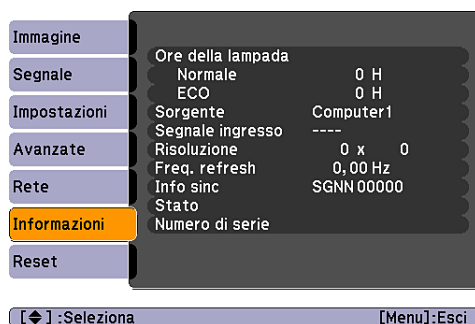 Immagine
Segnale
Impostazioni
Avanzate
Rete
Informazioni
Reset
Ore della lampada
Normale 0 H
ECO 0 H
Sorgente Computer1
Segnale ingresso ----
Risoluzione 0 x 0
Freq. refresh 0,00 Hz
Info sinc SGNN 00000
Stato
Numero di serie
[◆] :Seleziona [Menu]:Esci